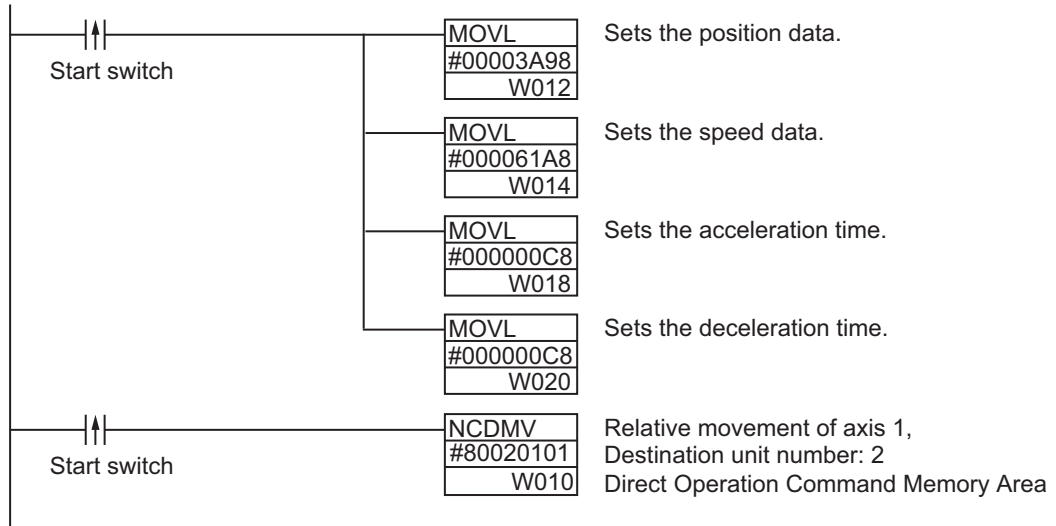 MOVL Sets the position data.
#00003A98
Start switch
W012
MOVL Sets the speed data.
#000061A8
W014
MOVL Sets the acceleration time.
#000000C8
W018
MOVL Sets the deceleration time.
#000000C8
W020
NCDMV Relative movement of axis 1,
#80020101 Destination unit number: 2
Start switch
W010 Direct Operation Command Memory Area